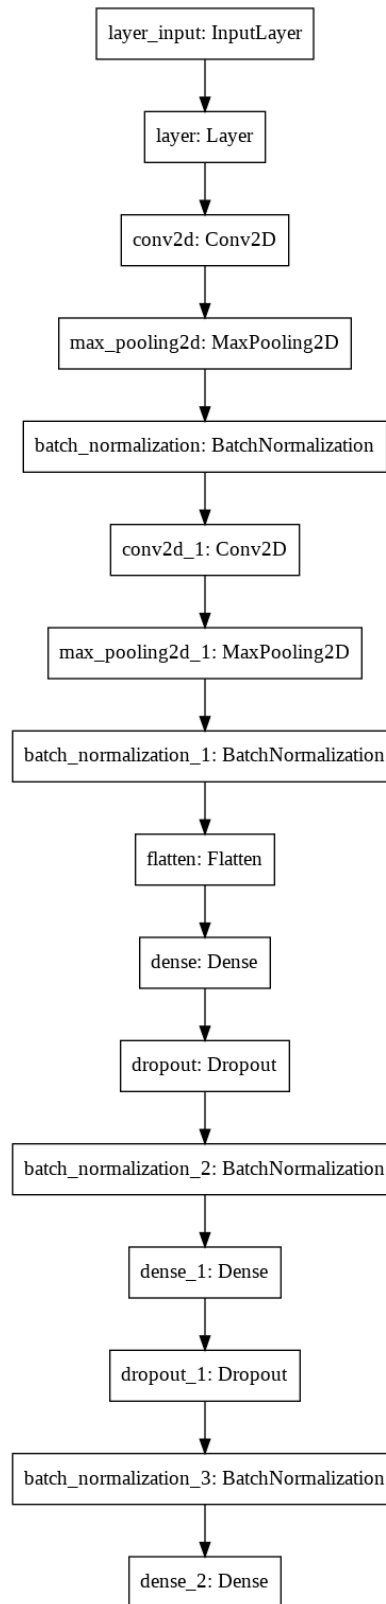 layer_input: InputLayer
layer: Layer
conv2d: Conv2D
max_pooling2d: MaxPooling2D
batch_normalization: BatchNormalization
conv2d_1: Conv2D
max_pooling2d_1: MaxPooling2D
batch_normalization_1: BatchNormalization
flatten: Flatten
dense: Dense
dropout: Dropout
batch_normalization_2: BatchNormalization
dense_1: Dense
dropout_1: Dropout
batch_normalization_3: BatchNormalization
dense_2: Dense